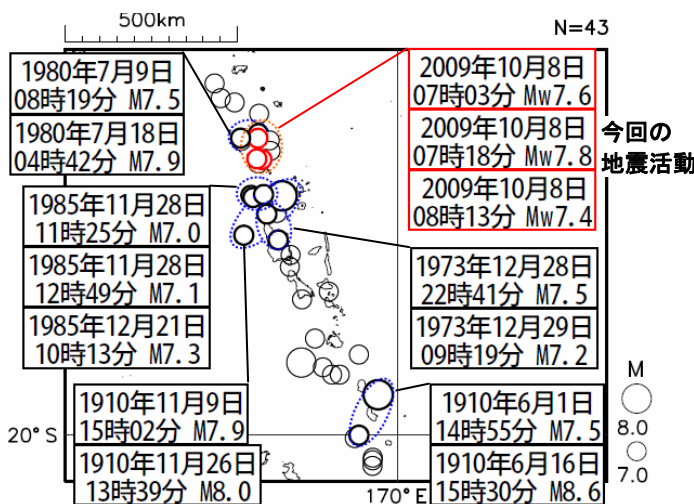 500km
N=43
1980年7月9日
08時19分 M7.5
1980年7月18日
04時42分 M7.9
2009年10月8日
07時03分 Mw7.6
2009年10月8日
07時18分 Mw7.8
2009年10月8日
08時13分 Mw7.4
今回の
地震活動
1985年11月28日
11時25分 M7.0
1985年11月28日
12時49分 M7.1
1985年12月21日
10時13分 M7.3
1973年12月28日
22時41分 M7.5
1973年12月29日
09時19分 M7.2
1910年11月9日
15時02分 M7.9
1910年11月26日
13時39分 M8.0
1910年6月1日
14時55分 M7.5
1910年6月16日
15時30分 M8.6
M
8.0
7.0
20°S
170°E